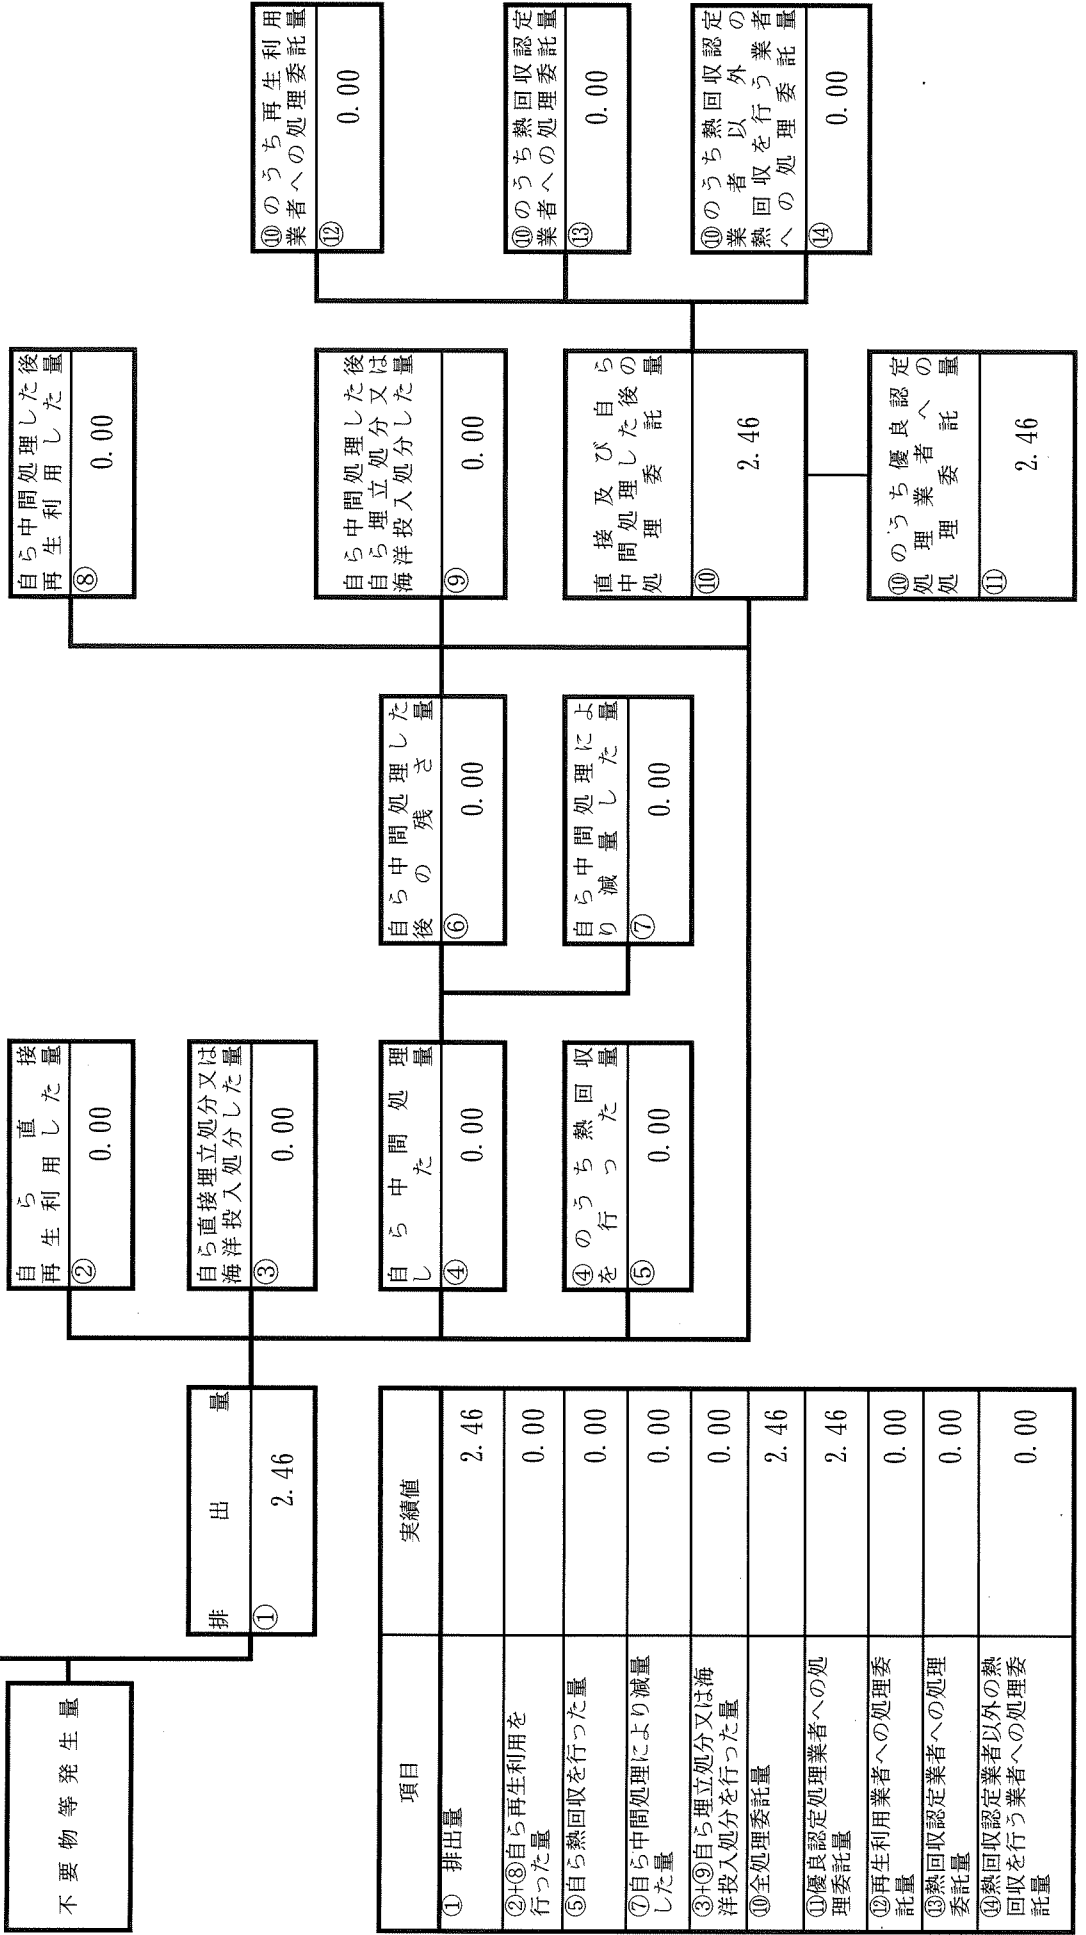 不要物等発生量
排出量
①
2.46
自ら直接
再生利用した量
②
0.00
自ら直接埋立処分又は
海洋投入処分した量
③
0.00
自ら中間処理
した量
④
0.00
④のうち熱回収
を行った量
⑤
0.00
自ら中間処理した
後の残さ量
⑥
0.00
自ら中間処理によ
り減量した量
⑦
0.00
自ら中間処理した後
再生利用した量
⑧
0.00
自ら中間処理した後
自ら埋立処分又は
海洋投入処分した量
⑨
0.00
直接及び自ら
中間処理した後の
処理委託量
⑩
2.46
⑩のうち優良認定
処理業者への
処理委託量
⑪
2.46
⑩のうち再生利用
業者への処理委託量
⑫
0.00
⑩のうち熱回収認定
業者への処理委託量
⑬
0.00
⑩のうち熱回収認定
業者以外の
熱回収を行う業者
への処理委託量
⑭
0.00
項目 実績値
① 排出量 2.46
②+⑧自ら再生利用を
行った量 0.00
⑤自ら熱回収を行った量 0.00
⑦自ら中間処理により減量
した量 0.00
③+⑨自ら埋立処分又は海
洋投入処分を行った量 0.00
⑩全処理委託量 2.46
⑪優良認定処理業者への処
理委託量 2.46
⑫再生利用業者への処理委
託量 0.00
⑬熱回収認定業者への処理
委託量 0.00
⑭熱回収認定業者以外の熱
回収を行う業者への処理委
託量 0.00